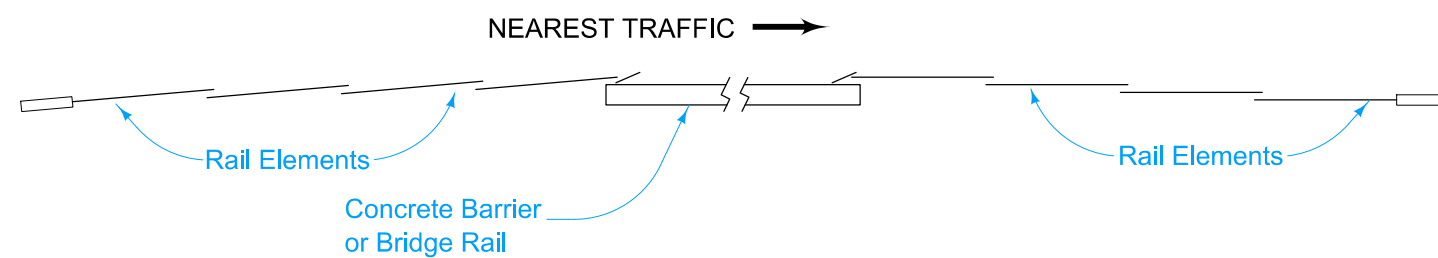 NEAREST TRAFFIC
Rail Elements
Rail Elements
Concrete Barrier
or Bridge Rail